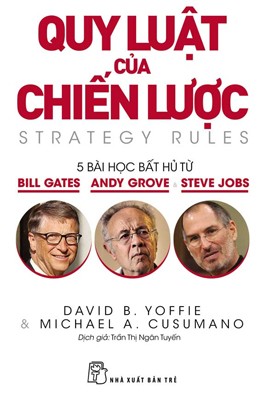 QUY LUẬT
CỦA
CHIẾN LƯỢC
STRATEGY RULES
5 BÀI HỌC BẤT HỦ TỪ
BILL GATES ANDY GROVE & STEVE JOBS
DAVID B. YOFFIE
& MICHAEL A. CUSUMANO
Dịch giả: Trần Thị Ngân Tuyến
NHÀ XUẤT BẢN TRẺ